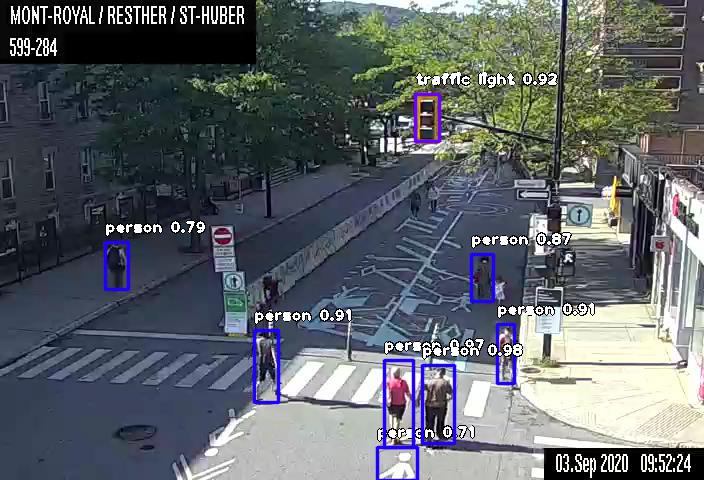 MONT-ROYAL / RESTHER / ST-HUBER
599-284
traffic light 0.92
person 0.79
person 0.87
person 0.91
person 0.91
person 0.97
person 0.98
person 0.71
03.Sep 2020 09:52:24